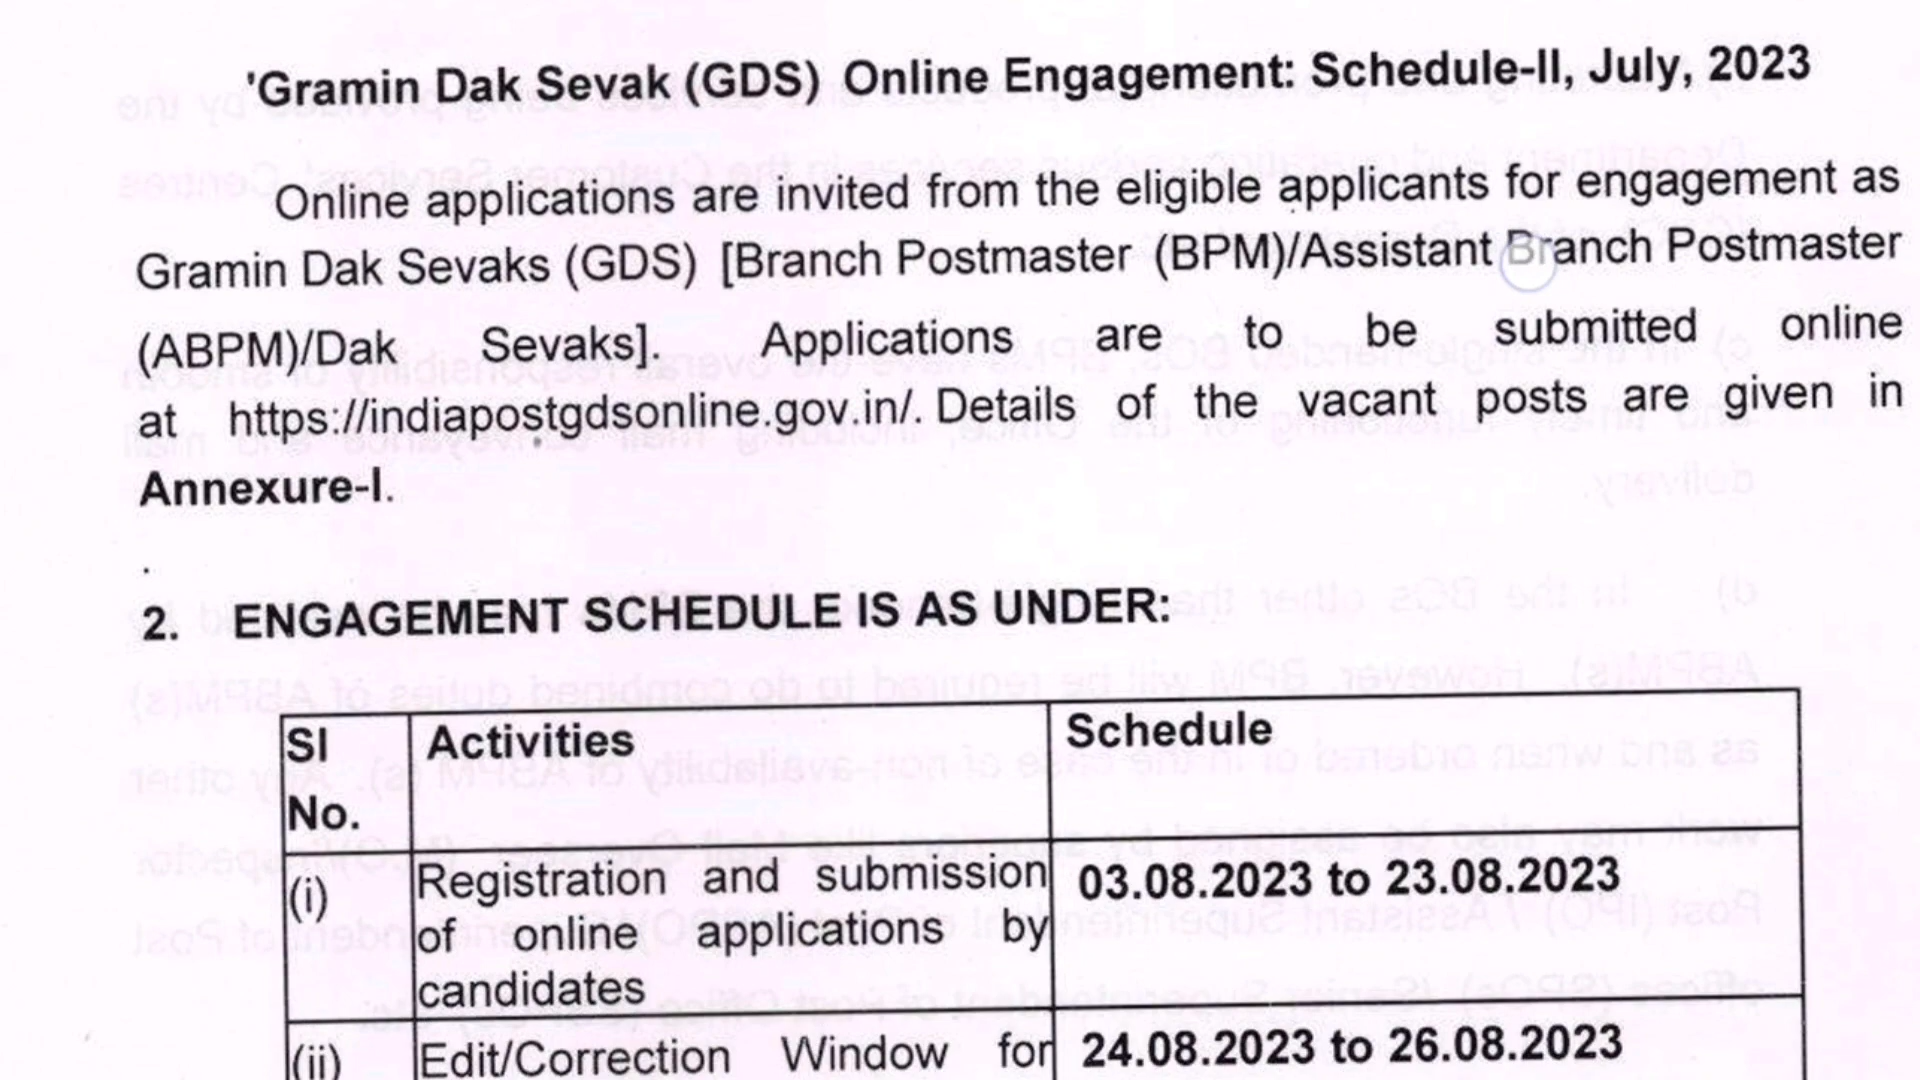 'Gramin Dak Sevak (GDS) Online Engagement: Schedule-II, July, 2023
Online applications are invited from the eligible applicants for engagement as
Gramin Dak Sevaks (GDS) [Branch Postmaster (BPM)/Assistant Branch Postmaster
(ABPM)/Dak Sevaks]. Applications are to be submitted online
at https://indiapostgdsonline.gov.in/. Details of the vacant posts are given in
Annexure-I.
2. ENGAGEMENT SCHEDULE IS AS UNDER:
Sl Activities Schedule
No.
(i) Registration and submission 03.08.2023 to 23.08.2023
of online applications by
candidates
(ii) Edit/Correction Window for 24.08.2023 to 26.08.2023